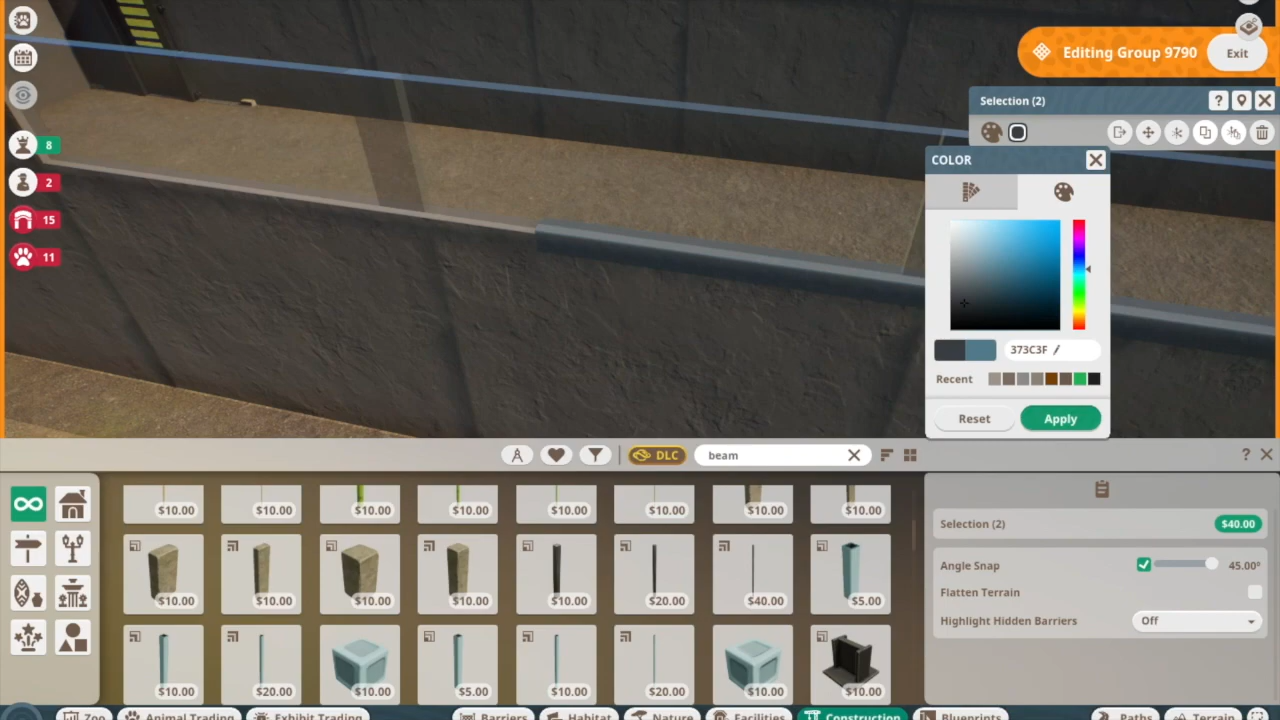 Editing Group 9790
Exit
Selection (2)
?
COLOR
8
2
15
11
373C3F
Recent
Reset
Apply
DLC
beam
?
$10.00 $10.00 $10.00 $10.00 $10.00 $10.00 $10.00 $10.00
Selection (2)
$40.00
$10.00 $10.00 $10.00 $10.00 $10.00 $20.00 $40.00 $5.00
Angle Snap
45.00°
Flatten Terrain
Highlight Hidden Barriers
Off
$10.00 $20.00 $10.00 $5.00 $10.00 $20.00 $10.00 $10.00
Zoo
Animal Trading
Exhibit Trading
Barriers
Habitat
Nature
Facilities
Construction
Blueprints
Paths
Terrain